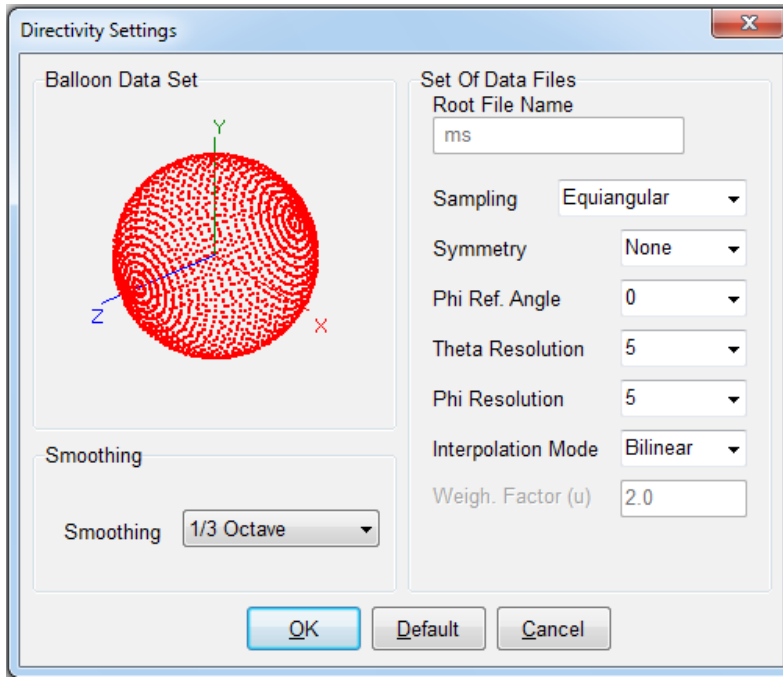 Directivity Settings
Balloon Data Set
Y
Z
X
Smoothing
Smoothing 1/3 Octave
Set Of Data Files
Root File Name
ms
Sampling Equiangular
Symmetry None
Phi Ref. Angle 0
Theta Resolution 5
Phi Resolution 5
Interpolation Mode Bilinear
Weigh. Factor (u) 2.0
OK Default Cancel